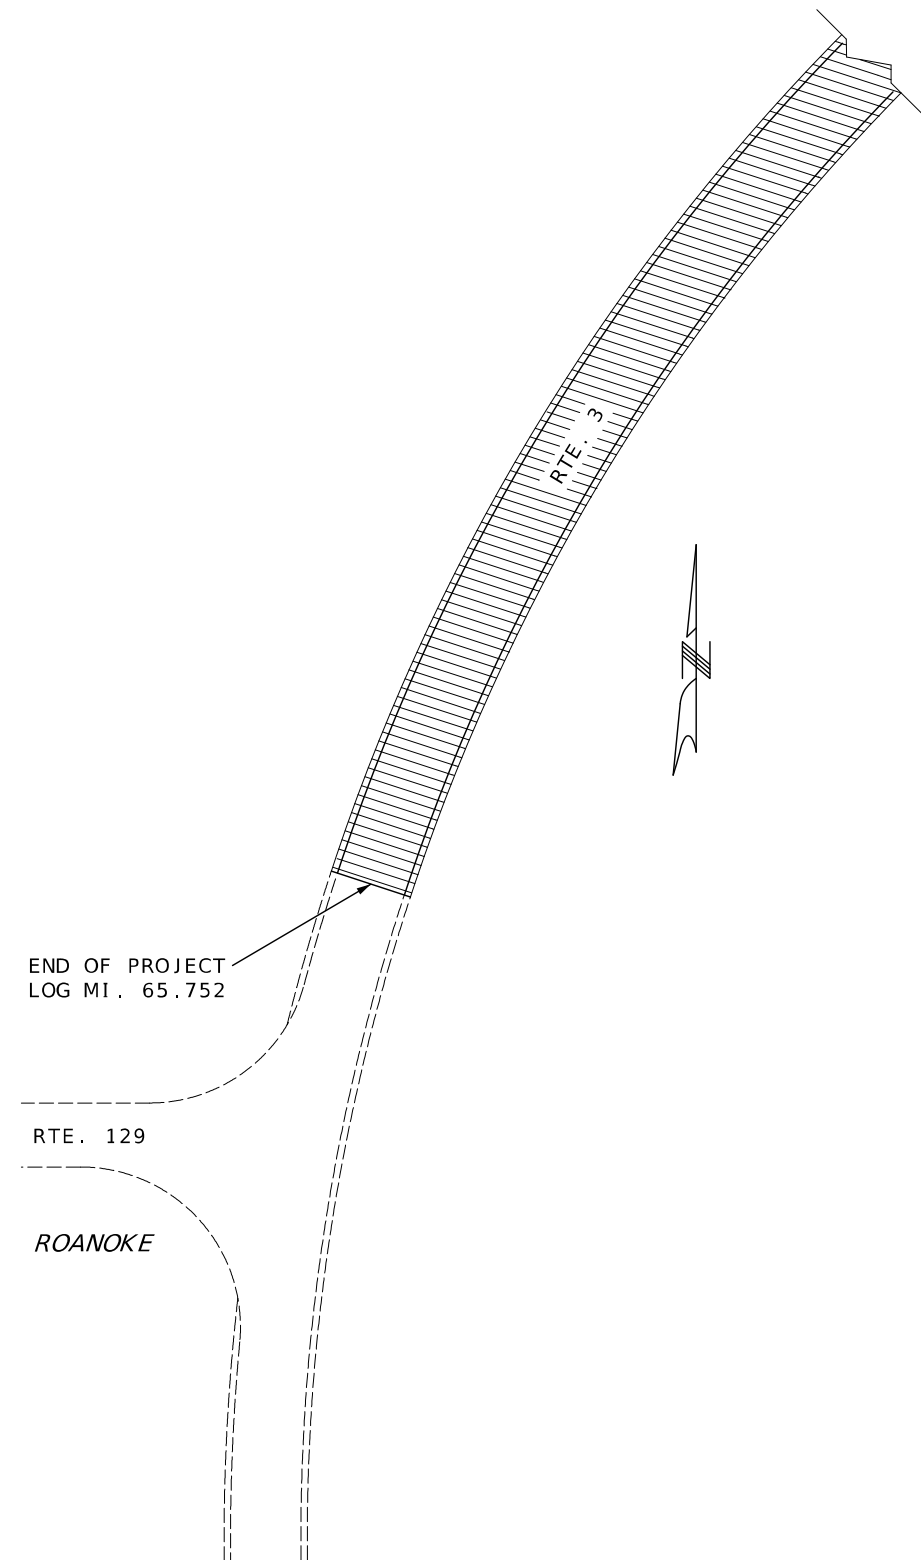 RTE. 3
N
END OF PROJECT
LOG MI. 65.752
RTE. 129
ROANOKE